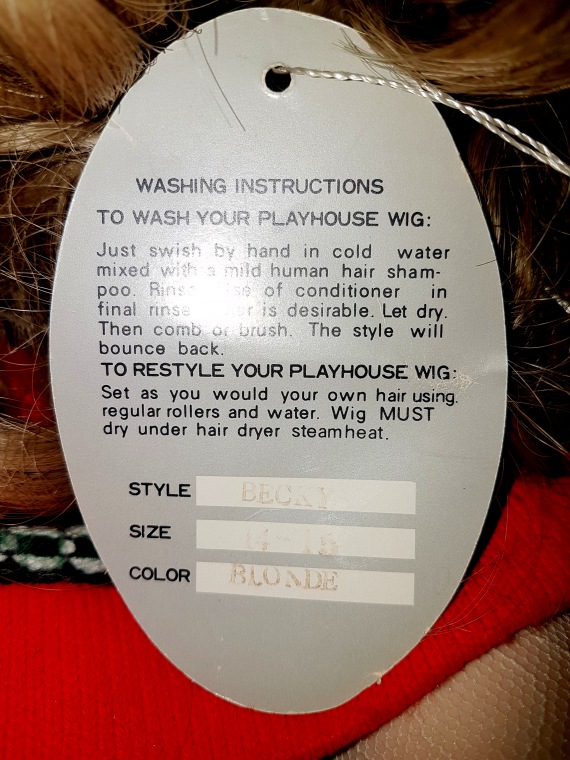 WASHING INSTRUCTIONS
TO WASH YOUR PLAYHOUSE WIG:
Just swish by hand in cold water
mixed with a mild human hair sham-
poo. Rinse of conditioner in
final rinse is desirable. Let dry.
Then comb or brush. The style will
bounce back.
TO RESTYLE YOUR PLAYHOUSE WIG:
Set as you would your own hair using.
regular rollers and water. Wig MUST
dry under hair dryer steamheat.
STYLE BECKY
SIZE
COLOR BLONDE